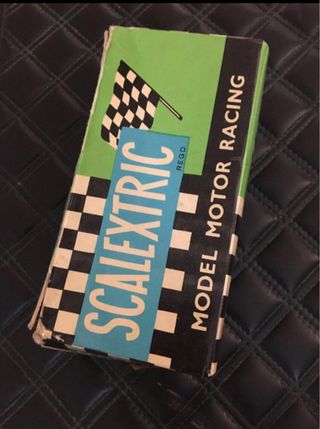 SCALEXTRIC
REGD
MODEL MOTOR RACING